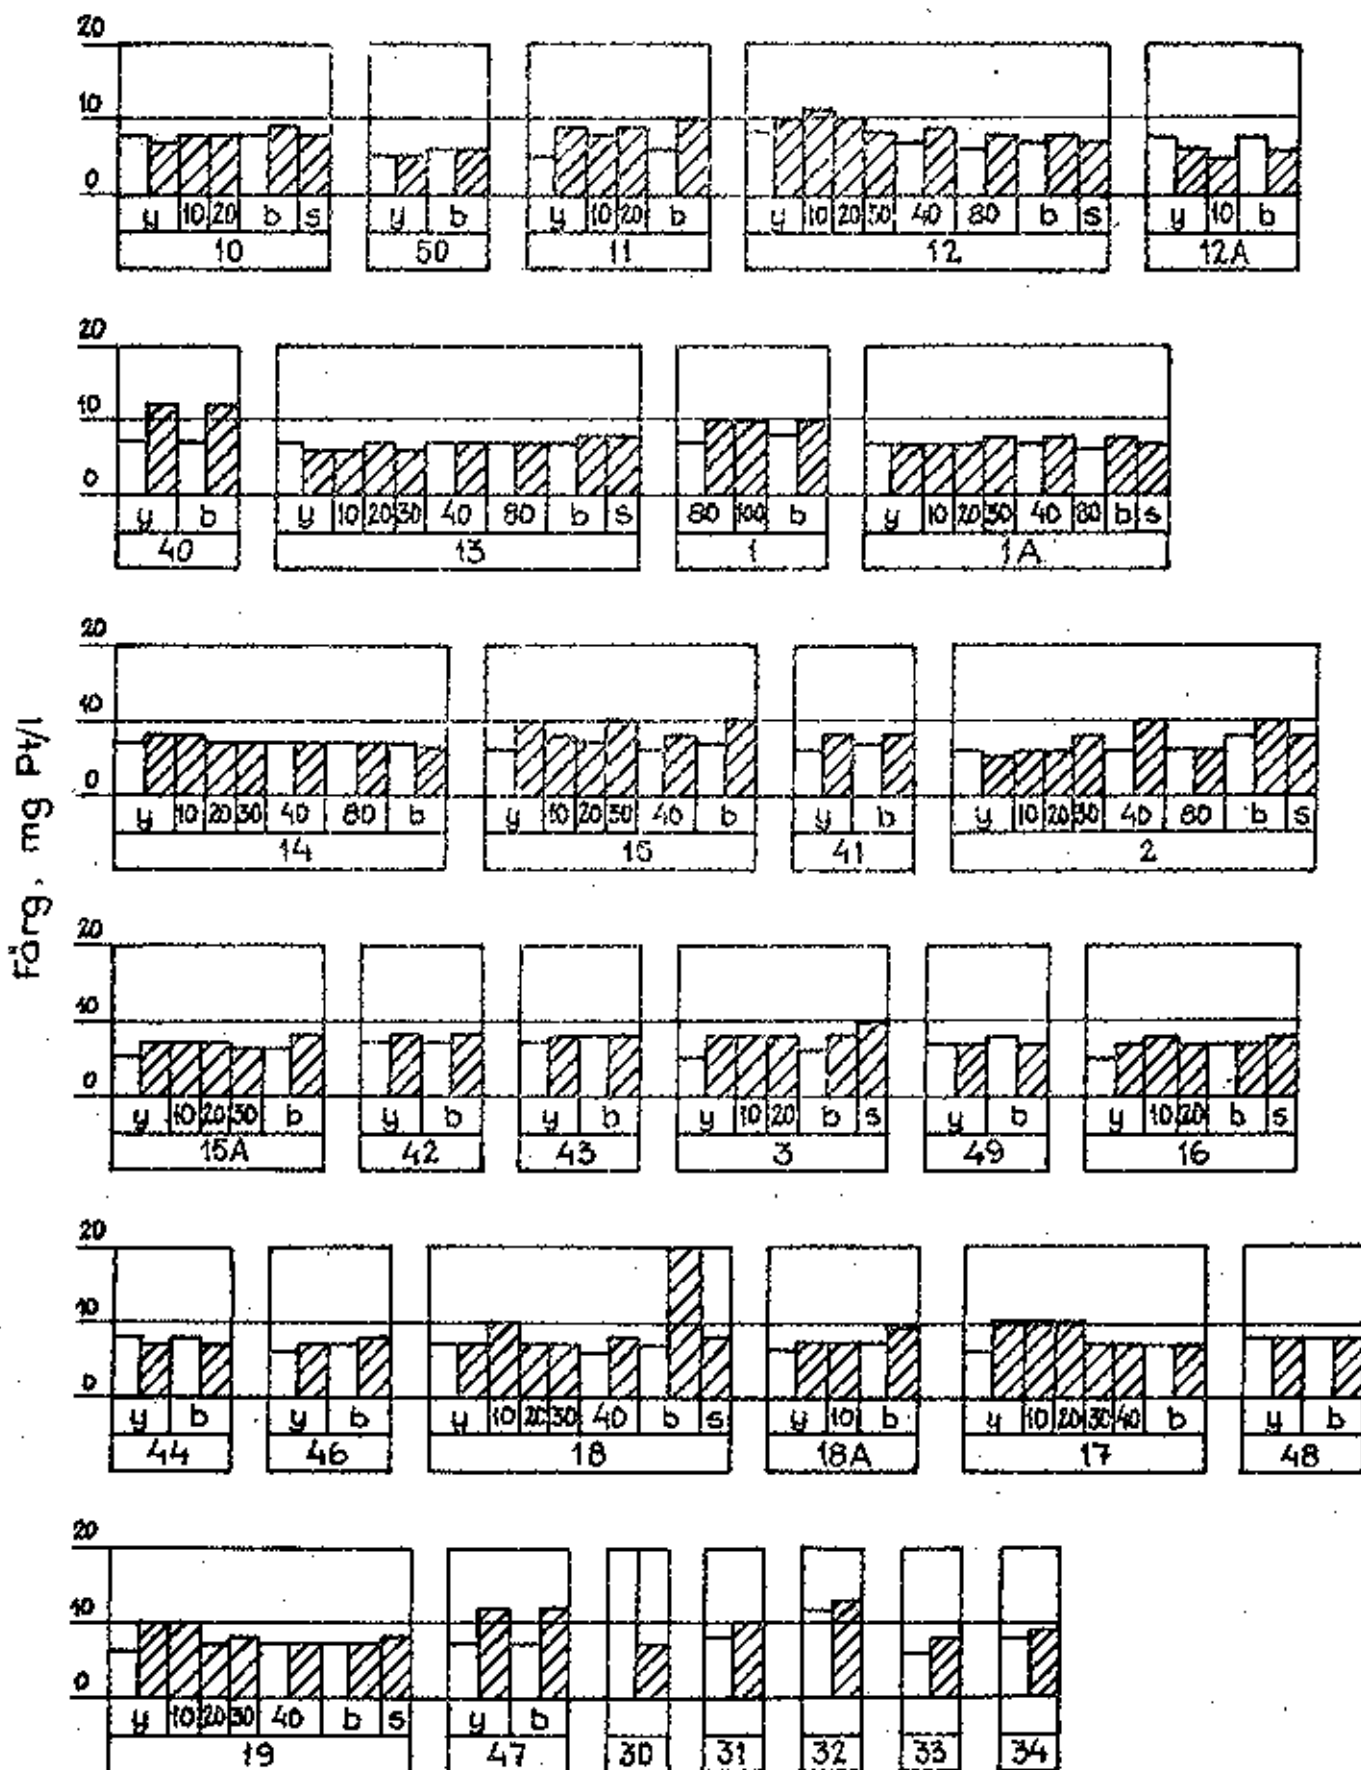 20
10
0
y 10 20 b s y b y 10 20 b y 10 20 30 40 80 b s y 10 b
10 50 11 12 12A
20
10
0
y b y 10 20 30 40 80 b s 80 100 b y 10 20 30 40 80 b s
40 13 1 1A
20
10
0
y 10 20 30 40 80 b y 10 20 30 40 b y b y 10 20 30 40 80 b s
14 15 41 2
Färg, mg Pt/l
20
10
0
y 10 20 30 b y b y b y 10 20 b s y b y 10 20 b s
15A 42 43 3 49 16
20
10
0
y b y b y 10 20 30 40 b s y 10 b y 10 20 30 40 b y b
44 46 18 18A 17 48
20
10
0
y 10 20 30 40 b s y b
19 47 30 31 32 33 34